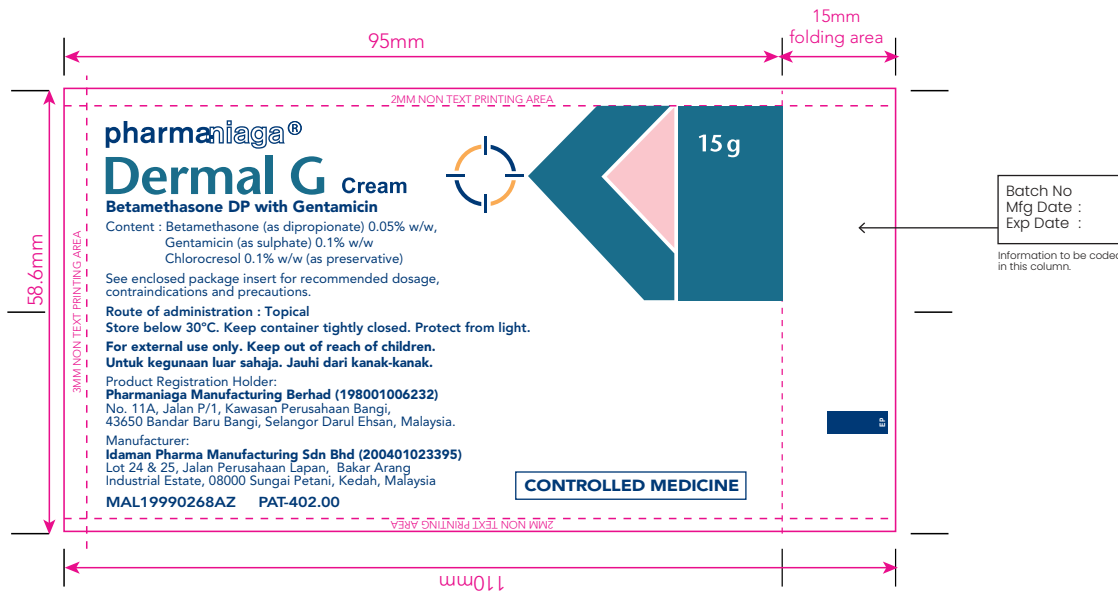 95mm
15mm
folding area
2MM NON TEXT PRINTING AREA
pharmaniaga®
15 g
Dermal G Cream
Betamethasone DP with Gentamicin
Content : Betamethasone (as dipropionate) 0.05% w/w,
Gentamicin (as sulphate) 0.1% w/w
Chlorocresol 0.1% w/w (as preservative)
See enclosed package insert for recommended dosage,
contraindications and precautions.
Route of administration : Topical
Store below 30°C. Keep container tightly closed. Protect from light.
For external use only. Keep out of reach of children.
Untuk kegunaan luar sahaja. Jauhi dari kanak-kanak.
Product Registration Holder:
Pharmaniaga Manufacturing Berhad (198001006232)
No. 11A, Jalan P/1, Kawasan Perusahaan Bangi,
43650 Bandar Baru Bangi, Selangor Darul Ehsan, Malaysia.
Manufacturer:
Idaman Pharma Manufacturing Sdn Bhd (200401023395)
Lot 24 & 25, Jalan Perusahaan Lapan, Bakar Arang
Industrial Estate, 08000 Sungai Petani, Kedah, Malaysia
MAL19990268AZ PAT-402.00
CONTROLLED MEDICINE
EP
Batch No
Mfg Date :
Exp Date :
Information to be coded
in this column.
58.6mm
3MM NON TEXT PRINTING AREA
2MM NON TEXT PRINTING AREA
110mm